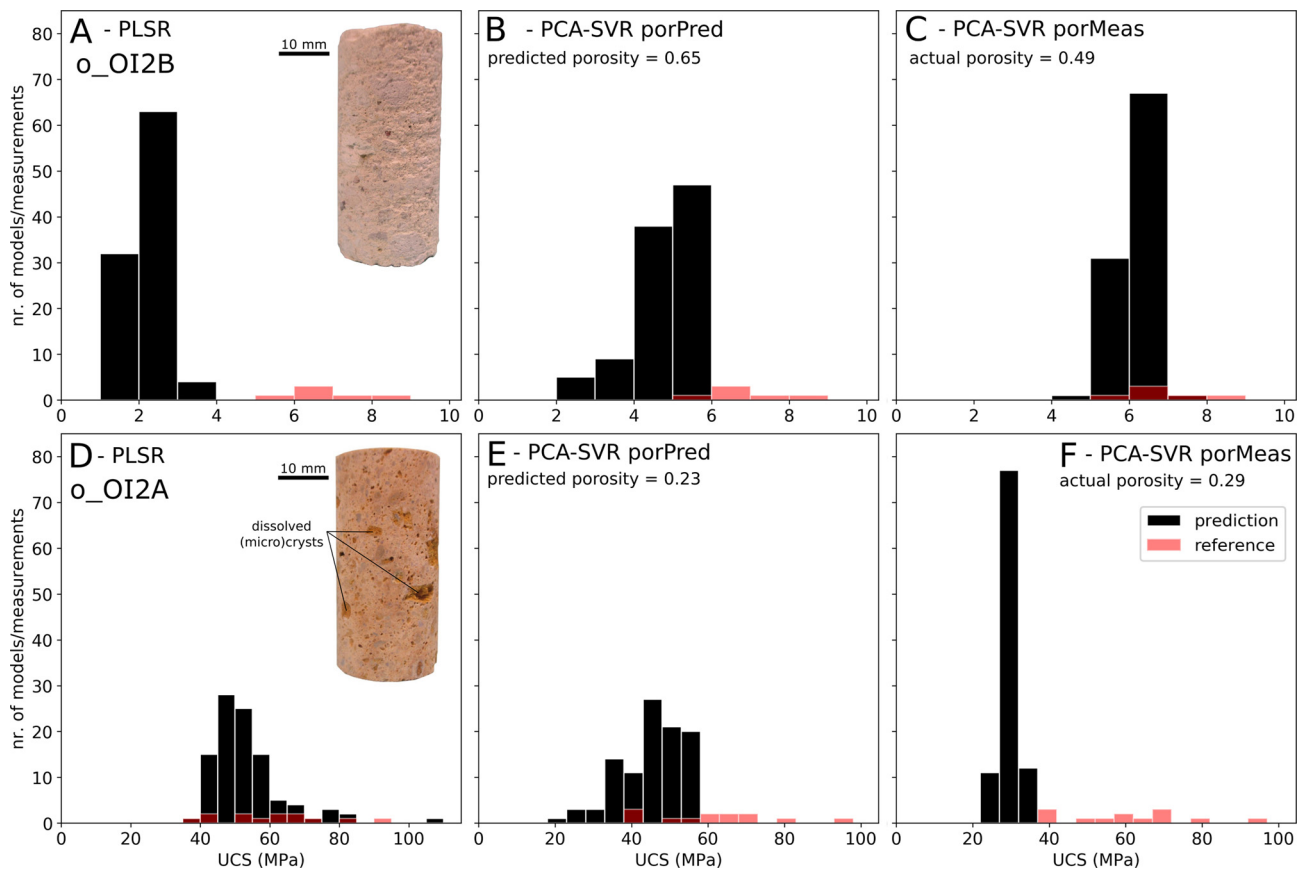 A - PLSR
o_OI2B
10 mm
B - PCA-SVR porPred
predicted porosity = 0.65
C - PCA-SVR porMeas
actual porosity = 0.49
nr. of models/measurements
80
70
60
50
40
30
20
10
0
0 2 4 6 8 10
0 2 4 6 8 10
0 2 4 6 8 10
D - PLSR
o_OI2A
10 mm
dissolved
(micro)crysts
E - PCA-SVR porPred
predicted porosity = 0.23
F - PCA-SVR porMeas
actual porosity = 0.29
prediction
reference
nr. of models/measurements
80
70
60
50
40
30
20
10
0
0 20 40 60 80 100
0 20 40 60 80 100
0 20 40 60 80 100
UCS (MPa)
UCS (MPa)
UCS (MPa)